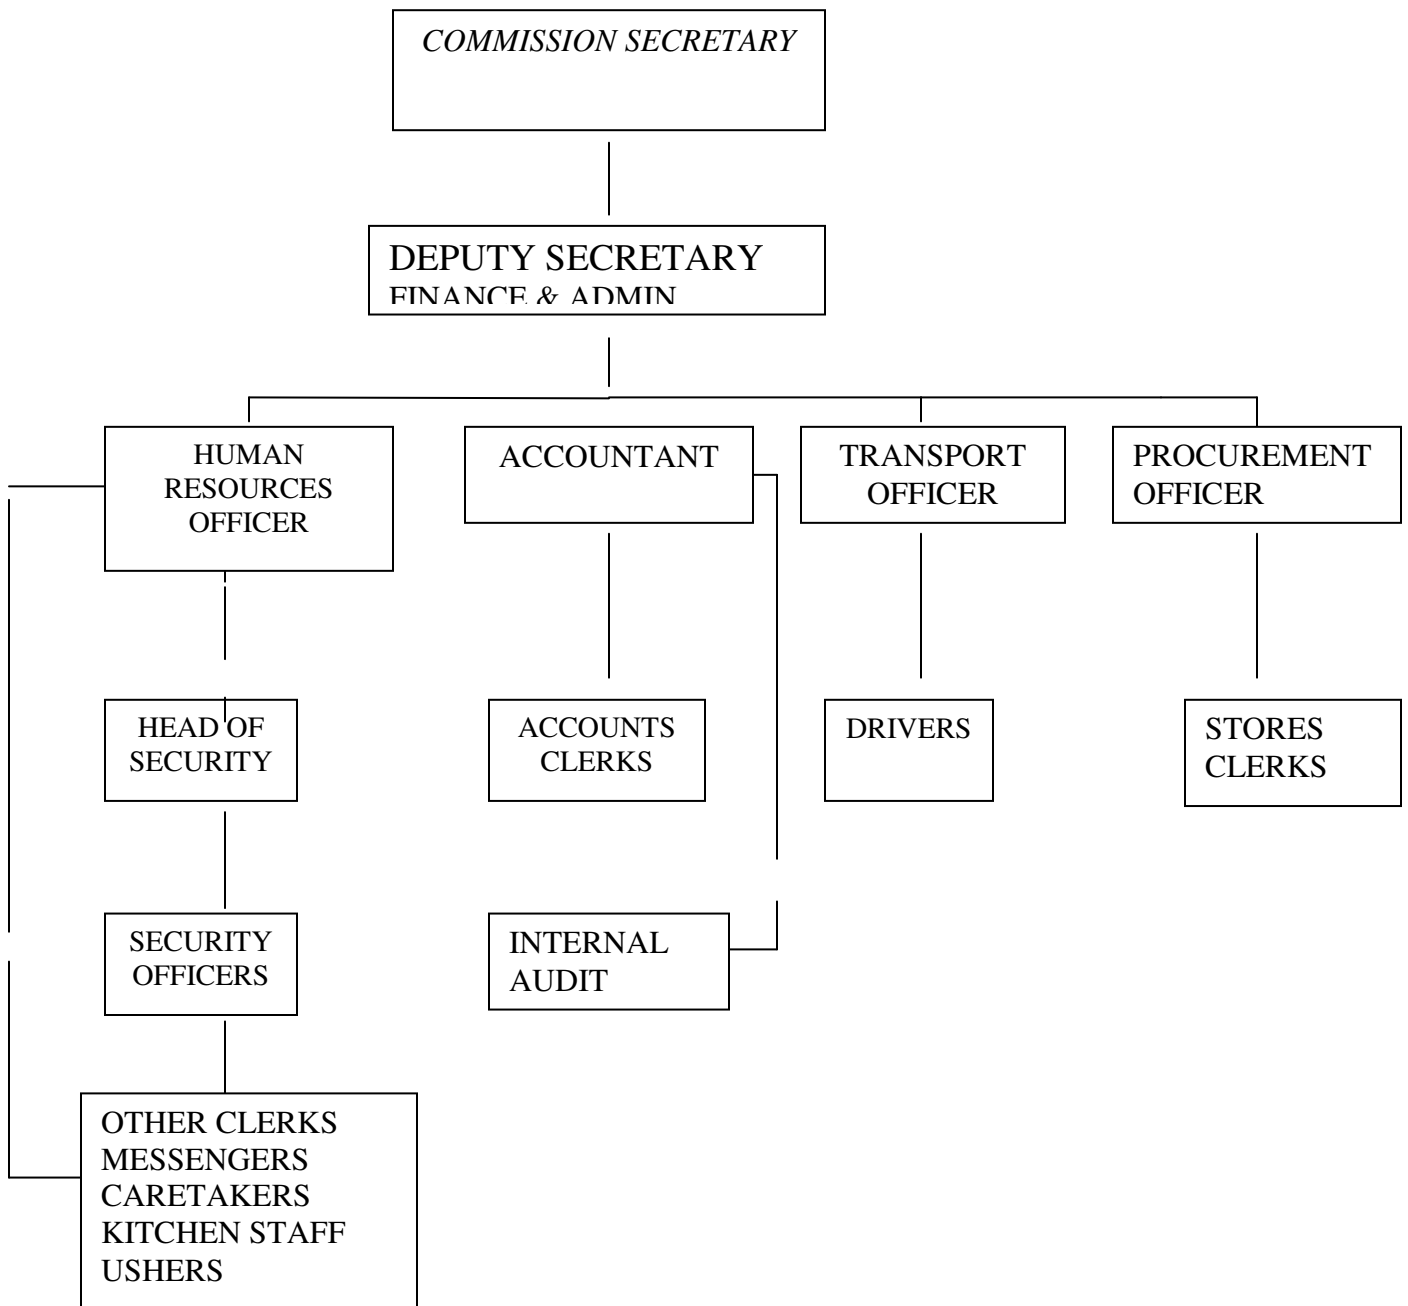 COMMISSION SECRETARY
DEPUTY SECRETARY
FINANCE & ADMIN
HUMAN
RESOURCES
OFFICER
ACCOUNTANT
TRANSPORT
OFFICER
PROCUREMENT
OFFICER
HEAD OF
SECURITY
ACCOUNTS
CLERKS
DRIVERS
STORES
CLERKS
SECURITY
OFFICERS
INTERNAL
AUDIT
OTHER CLERKS
MESSENGERS
CARETAKERS
KITCHEN STAFF
USHERS